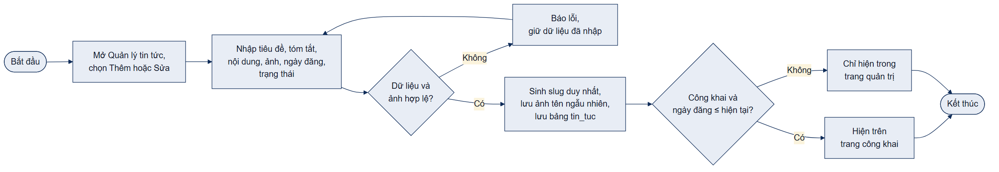 Bắt đầu
Mở Quản lý tin tức,
chọn Thêm hoặc Sửa
Nhập tiêu đề, tóm tắt,
nội dung, ảnh, ngày đăng,
trạng thái
Dữ liệu và
ảnh hợp lệ?
Không
Báo lỗi,
giữ dữ liệu đã nhập
Có
Sinh slug duy nhất,
lưu ảnh tên ngẫu nhiên,
lưu bảng tin_tuc
Công khai và
ngày đăng ≤ hiện tại?
Không
Chỉ hiện trong
trang quản trị
Có
Hiện trên
trang công khai
Kết thúc